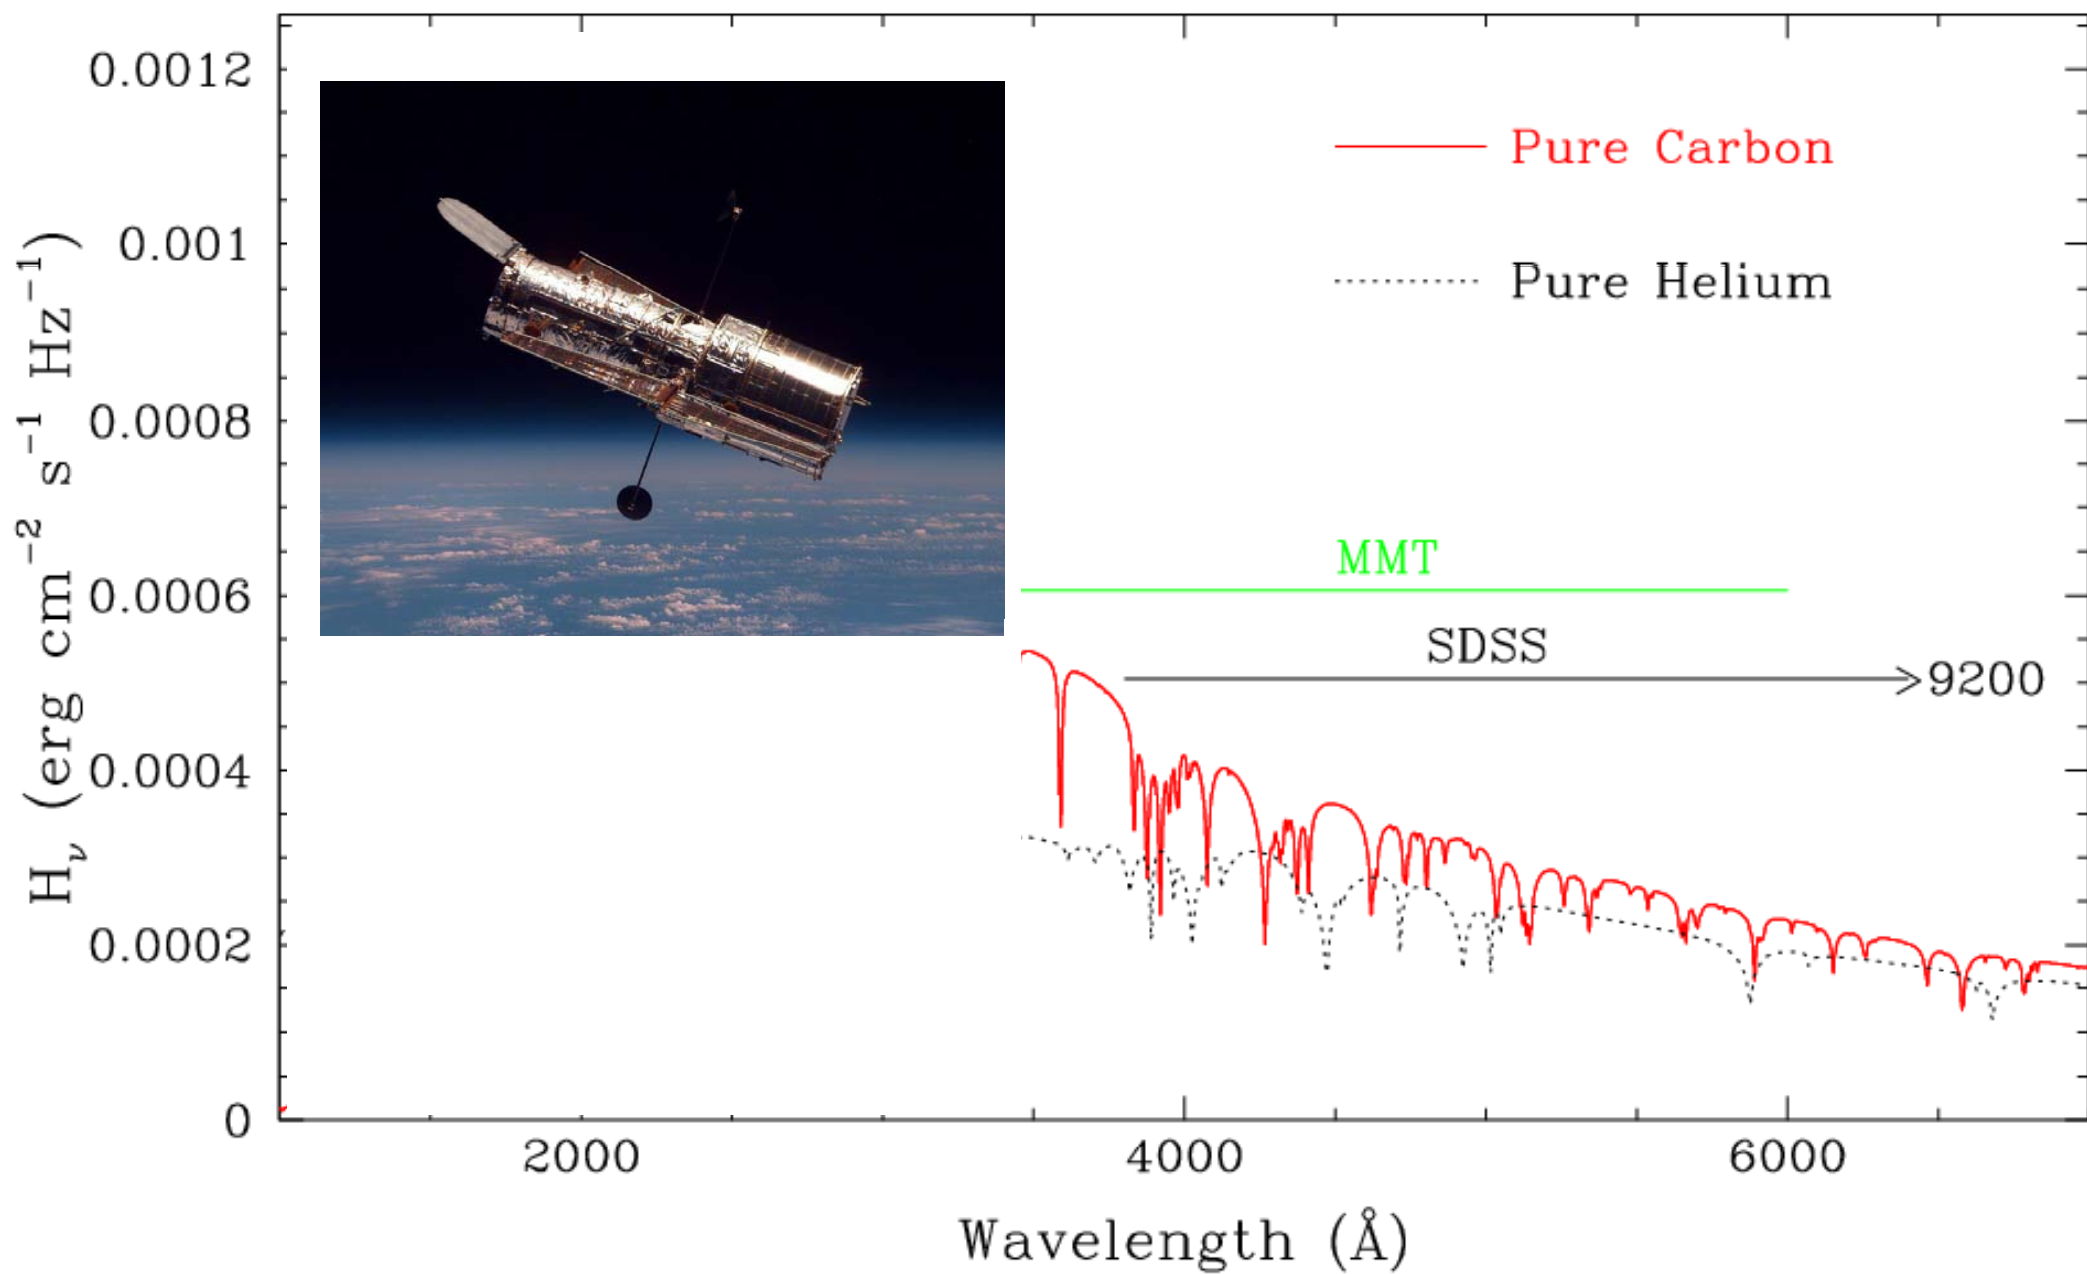 0.0012
0.001
0.0008
0.0006
0.0004
0.0002
0
H_ν (erg cm⁻² s⁻¹ Hz⁻¹)
Pure Carbon
Pure Helium
MMT
SDSS
>9200
2000 4000 6000
Wavelength (Å)